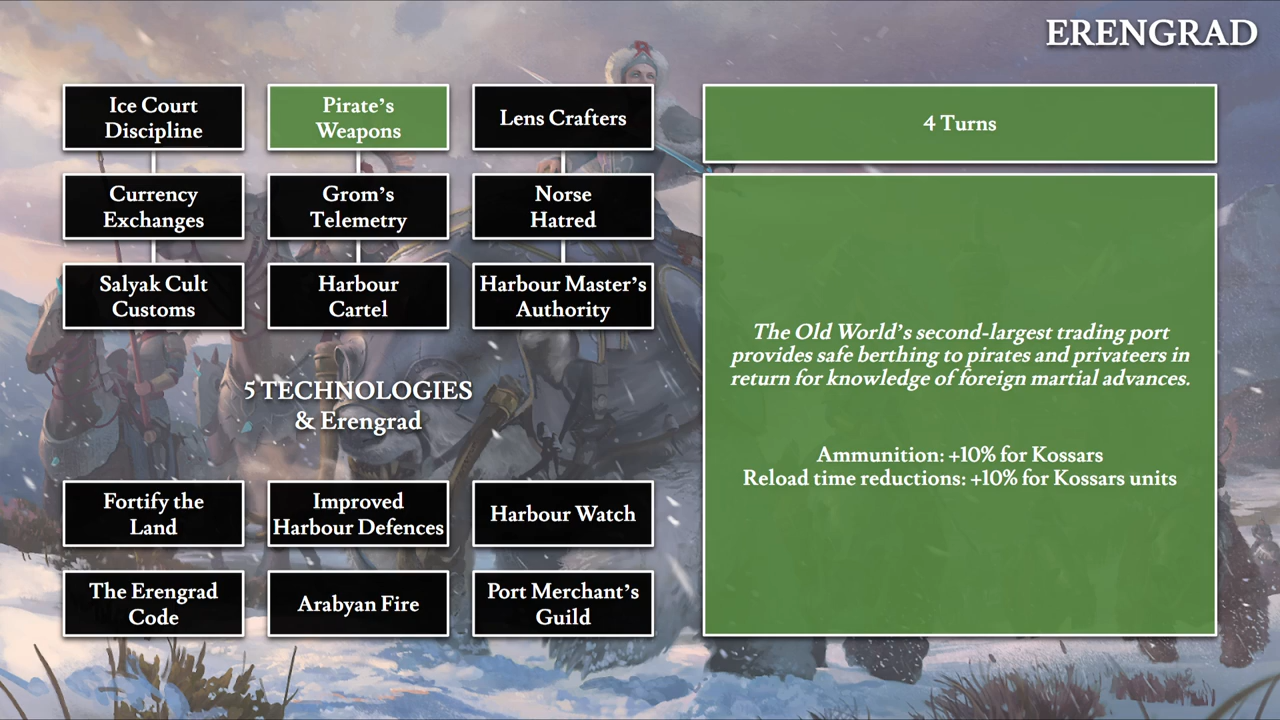 ERENGRAD
Ice Court
Discipline
Pirate's
Weapons
Lens Crafters
Currency
Exchanges
Grom's
Telemetry
Norse
Hatred
Salyak Cult
Customs
Harbour
Cartel
Harbour Master's
Authority
5 TECHNOLOGIES
& Erengrad
Fortify the
Land
Improved
Harbour Defences
Harbour Watch
The Erengrad
Code
Arabyan Fire
Port Merchant's
Guild
4 Turns
The Old World's second-largest trading port
provides safe berthing to pirates and privateers in
return for knowledge of foreign martial advances.
Ammunition: +10% for Kossars
Reload time reductions: +10% for Kossars units